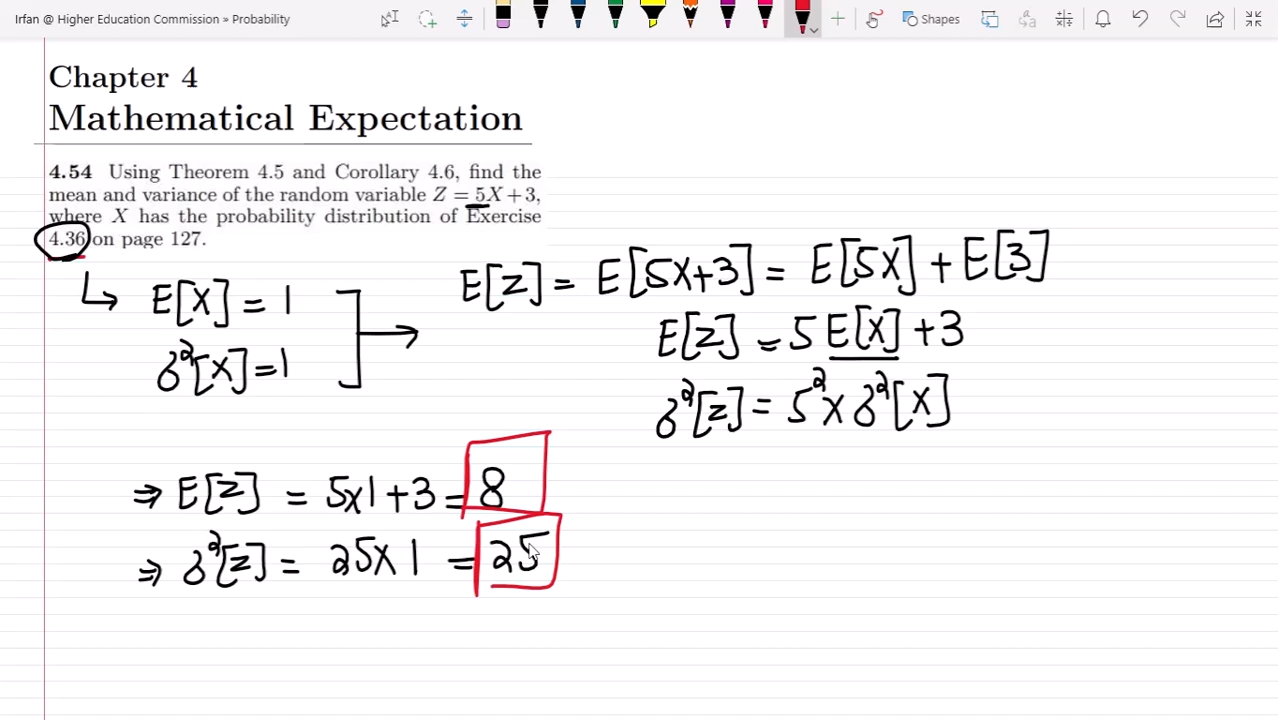 Irfan @ Higher Education Commission » Probability
Shapes
Chapter 4
Mathematical Expectation
4.54 Using Theorem 4.5 and Corollary 4.6, find the
mean and variance of the random variable Z = 5X + 3,
where X has the probability distribution of Exercise
4.36 on page 127.
E[Z] = E[5X+3] = E[5X] + E[3]
↳ E[X] = 1
E[Z] = 5 E[X] + 3
σ²[X] = 1
σ²[Z] = 5² x σ²[X]
⇒ E[Z] = 5x1 + 3 = 8
⇒ σ²[Z] = 25x1 = 25